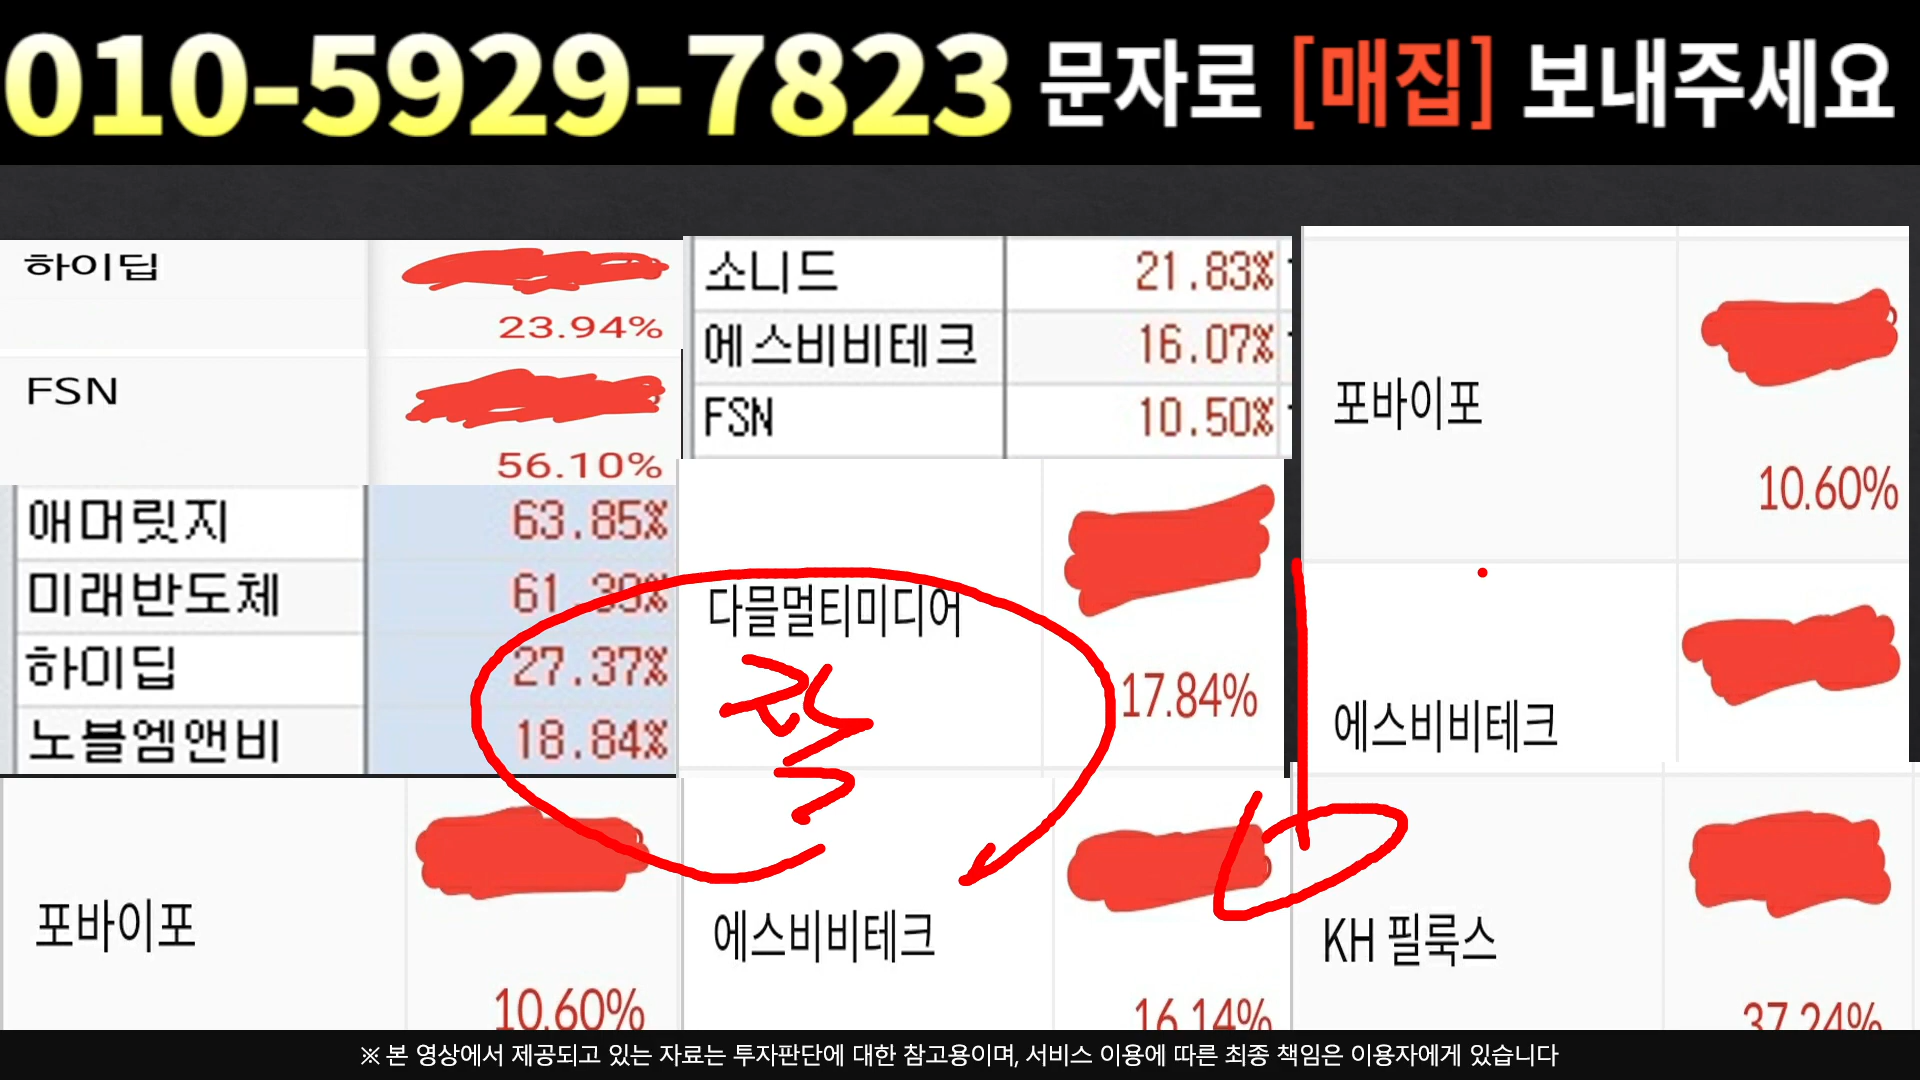 010-5929-7823 문자로 [매집] 보내주세요
하이딥
23.94%
FSN
56.10%
애머릿지 63.85%
미래반도체 61.39%
하이딥 27.37%
노블엠앤비 18.84%
소니드 21.83%
에스비비테크 16.07%
FSN 10.50%
다믈멀티미디어
17.84%
포바이포
10.60%
에스비비테크
포바이포
10.60%
에스비비테크
16.14%
KH 필룩스
37.24%
※ 본 영상에서 제공되고 있는 자료는 투자판단에 대한 참고용이며, 서비스 이용에 따른 최종 책임은 이용자에게 있습니다